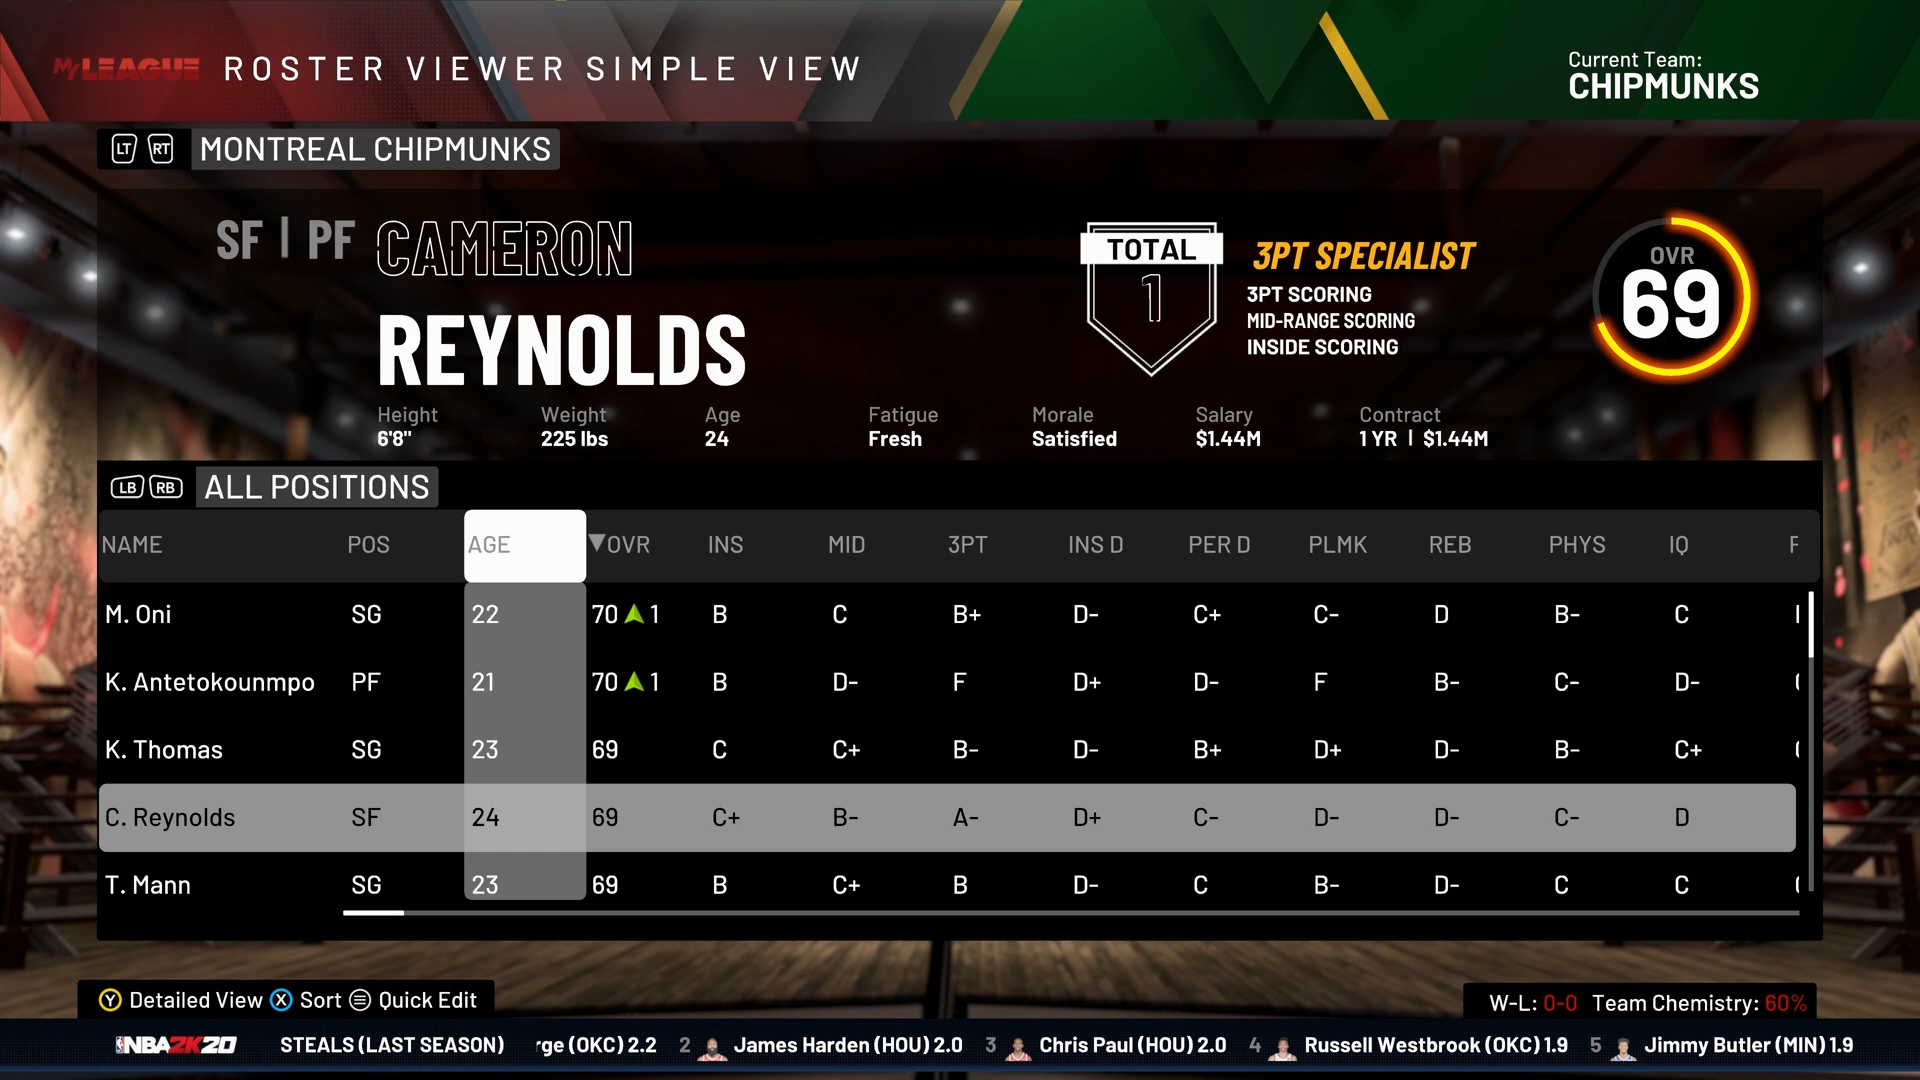 MyLEAGUE ROSTER VIEWER SIMPLE VIEW
Current Team:
CHIPMUNKS
LT RT MONTREAL CHIPMUNKS
SF | PF CAMERON
REYNOLDS
TOTAL
1
3PT SPECIALIST
3PT SCORING
MID-RANGE SCORING
INSIDE SCORING
OVR
69
Height Weight Age Fatigue Morale Salary Contract
6'8" 225 lbs 24 Fresh Satisfied $1.44M 1 YR | $1.44M
LB RB ALL POSITIONS
NAME POS AGE ▼OVR INS MID 3PT INS D PER D PLMK REB PHYS IQ
M. Oni SG 22 70 ▲ 1 B C B+ D- C+ C- D B- C
K. Antetokounmpo PF 21 70 ▲ 1 B D- F D+ D- F B- C- D-
K. Thomas SG 23 69 C C+ B- D- B+ D+ D- B- C+
C. Reynolds SF 24 69 C+ B- A- D+ C- D- D- C- D
T. Mann SG 23 69 B C+ B D- C B- D- C C
Y Detailed View X Sort Quick Edit
W-L: 0-0 Team Chemistry: 60%
NBA2K20 STEALS (LAST SEASON) rge (OKC) 2.2 2 James Harden (HOU) 2.0 3 Chris Paul (HOU) 2.0 4 Russell Westbrook (OKC) 1.9 5 Jimmy Butler (MIN) 1.9